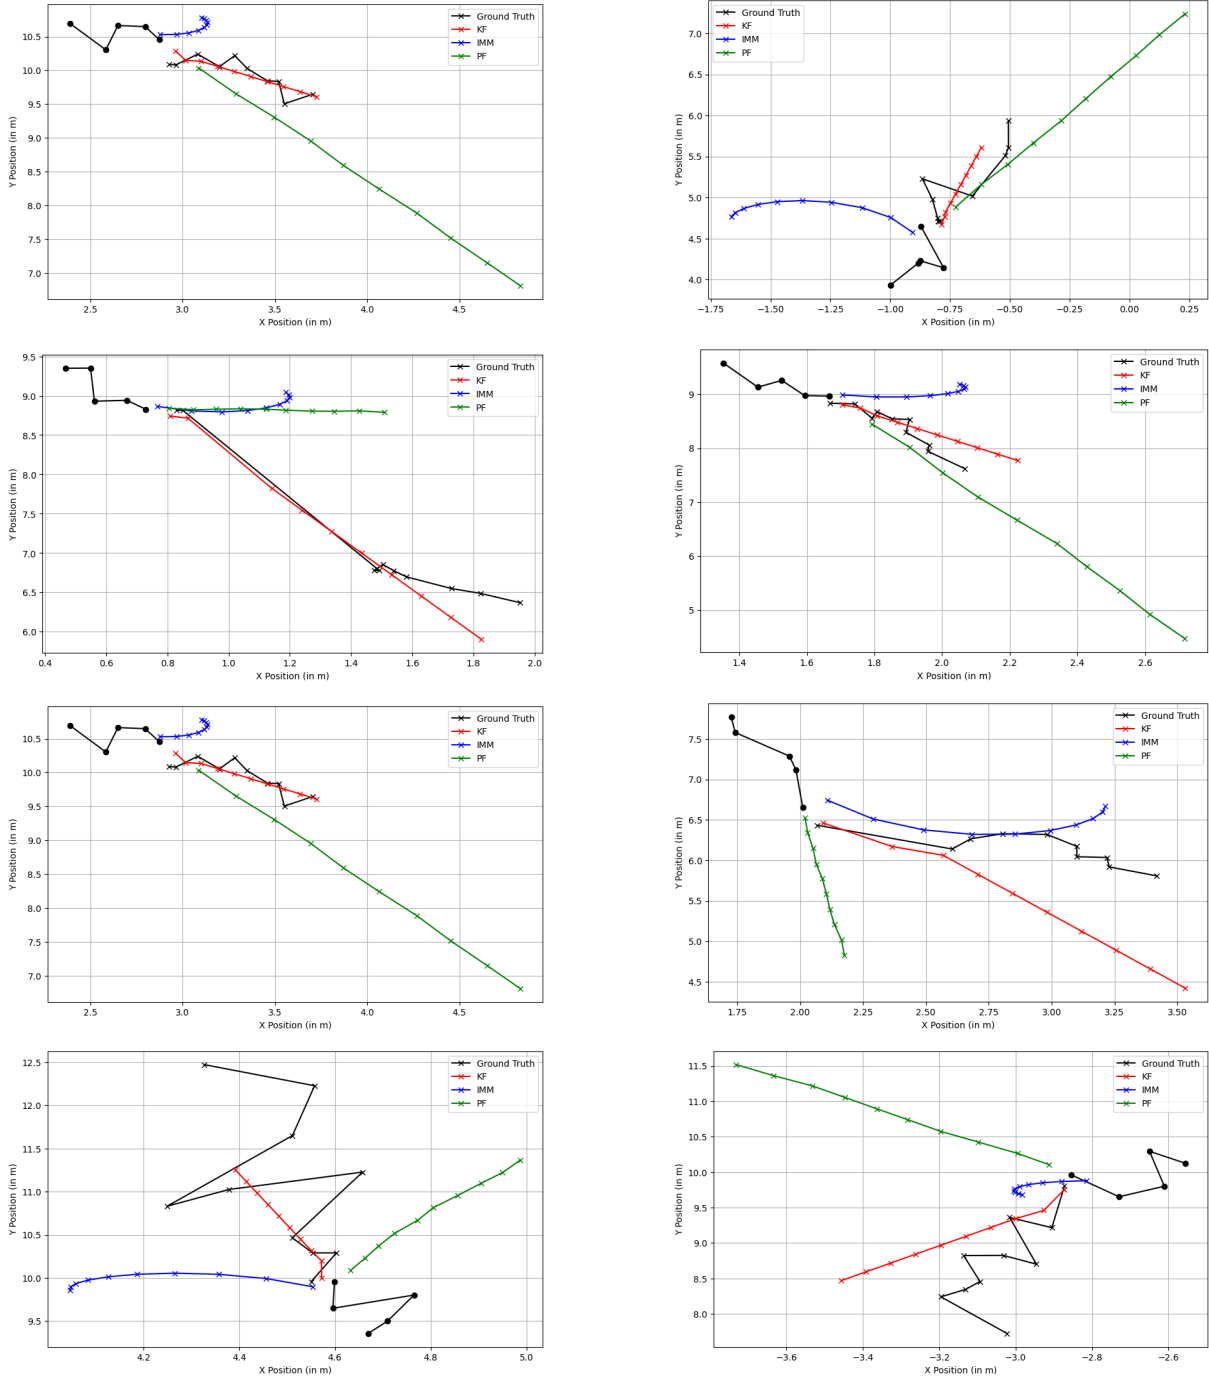 Ground Truth
KF
IMM
PF
10.5
10.0
9.5
9.0
8.5
8.0
7.5
7.0
Y Position (in m)
2.5 3.0 3.5 4.0 4.5
X Position (in m)
Ground Truth
KF
IMM
PF
7.0
6.5
6.0
5.5
5.0
4.5
4.0
Y Position (in m)
−1.75 −1.50 −1.25 −1.00 −0.75 −0.50 −0.25 0.00 0.25
X Position (in m)
Ground Truth
KF
IMM
PF
9.5
9.0
8.5
8.0
7.5
7.0
6.5
6.0
Y Position (in m)
0.4 0.6 0.8 1.0 1.2 1.4 1.6 1.8 2.0
X Position (in m)
Ground Truth
KF
IMM
PF
9
8
7
6
5
Y Position (in m)
1.4 1.6 1.8 2.0 2.2 2.4 2.6
X Position (in m)
Ground Truth
KF
IMM
PF
10.5
10.0
9.5
9.0
8.5
8.0
7.5
7.0
Y Position (in m)
2.5 3.0 3.5 4.0 4.5
X Position (in m)
Ground Truth
KF
IMM
PF
7.5
7.0
6.5
6.0
5.5
5.0
4.5
Y Position (in m)
1.75 2.00 2.25 2.50 2.75 3.00 3.25 3.50
X Position (in m)
Ground Truth
KF
IMM
PF
12.5
12.0
11.5
11.0
10.5
10.0
9.5
Y Position (in m)
4.2 4.4 4.6 4.8 5.0
X Position (in m)
Ground Truth
KF
IMM
PF
11.5
11.0
10.5
10.0
9.5
9.0
8.5
8.0
Y Position (in m)
−3.6 −3.4 −3.2 −3.0 −2.8 −2.6
X Position (in m)